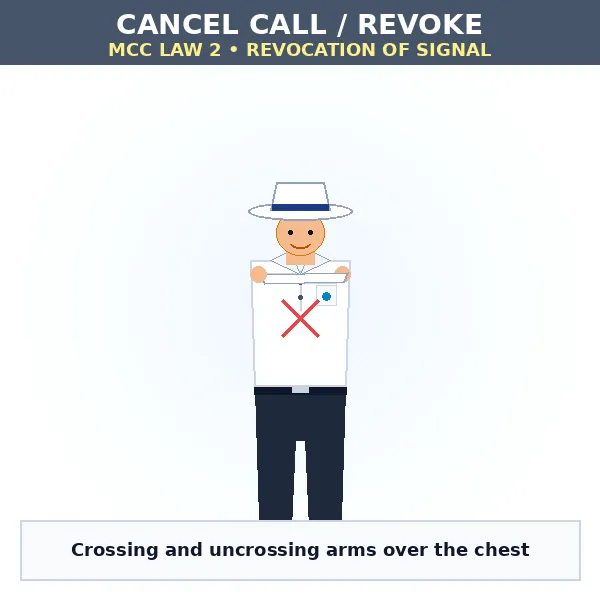 CANCEL CALL / REVOKE
MCC LAW 2 • REVOCATION OF SIGNAL
Crossing and uncrossing arms over the chest